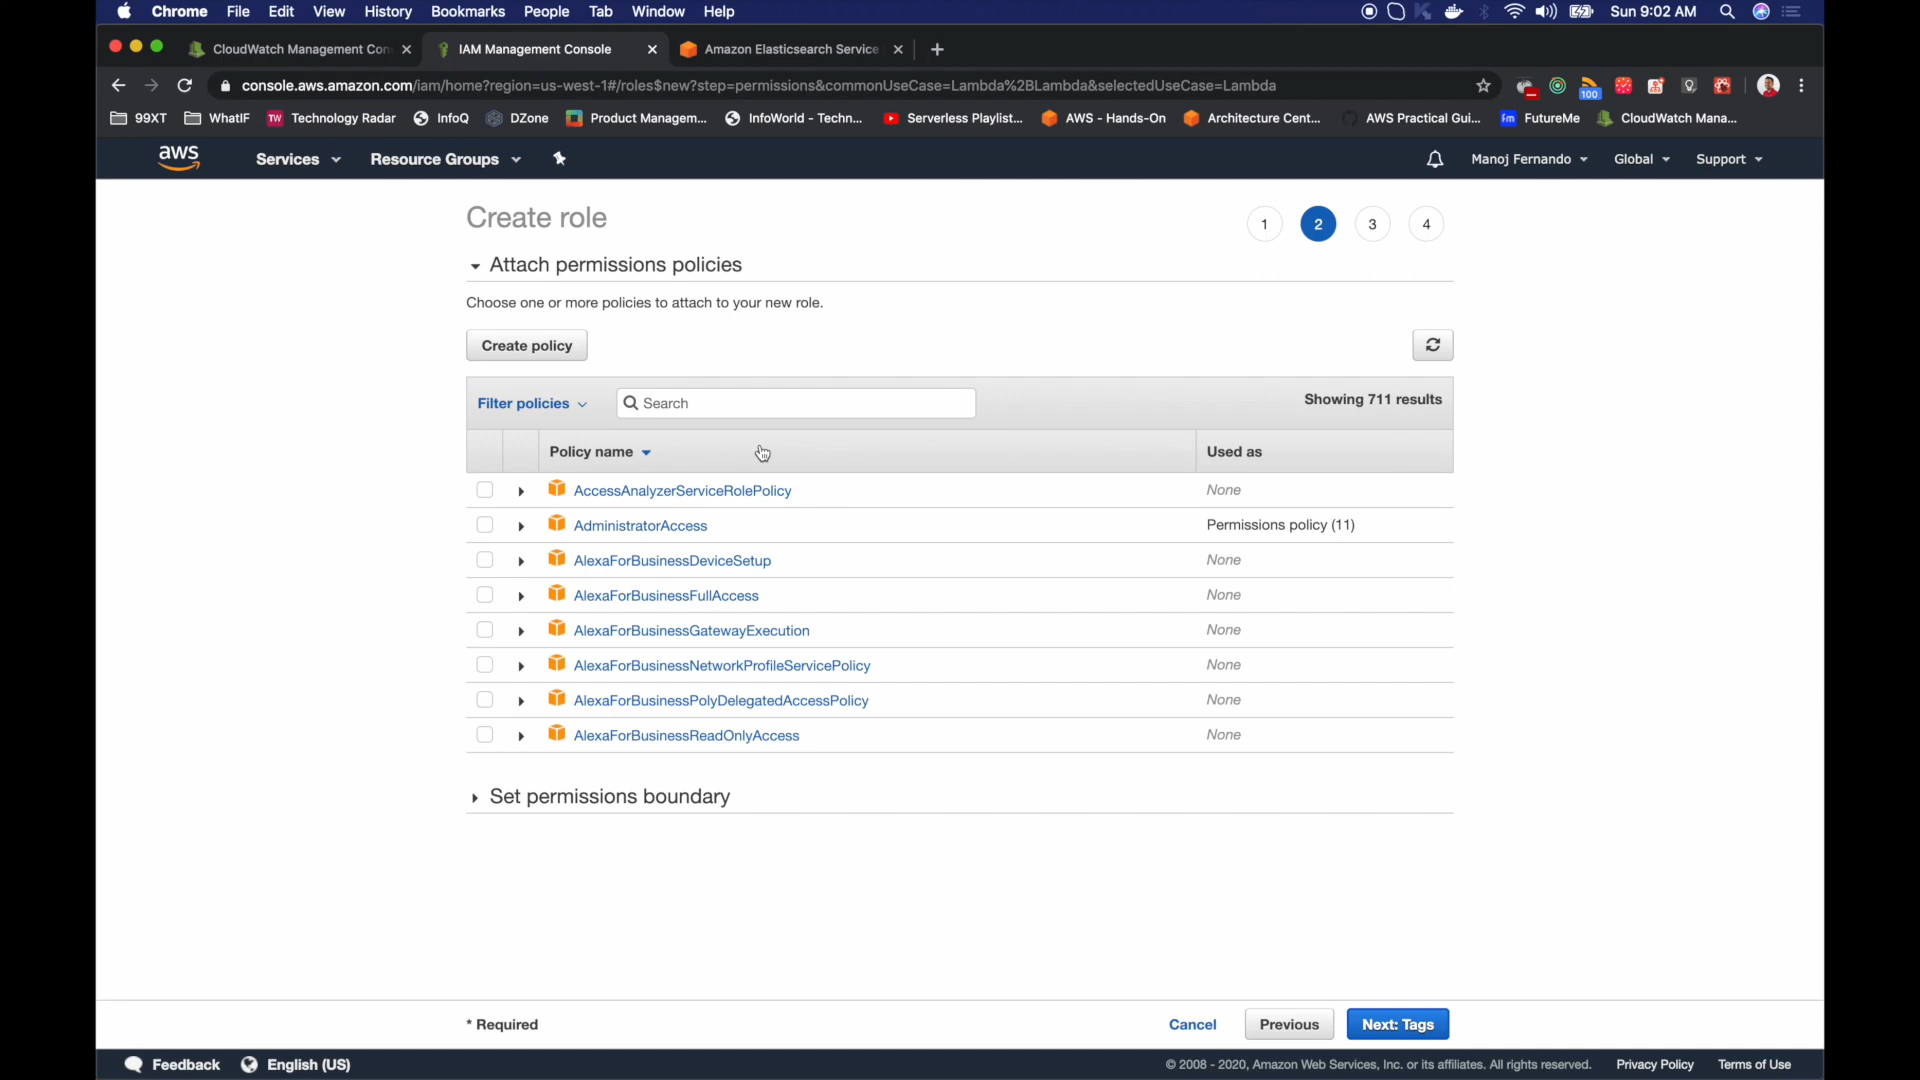 Chrome File Edit View History Bookmarks People Tab Window Help Sun 9:02 AM
CloudWatch Management Con IAM Management Console Amazon Elasticsearch Service
console.aws.amazon.com/iam/home?region=us-west-1#/roles$new?step=permissions&commonUseCase=Lambda%2BLambda&selectedUseCase=Lambda 100
99XT WhatIF TW Technology Radar InfoQ DZone Product Managem... InfoWorld - Techn... Serverless Playlist... AWS - Hands-On Architecture Cent... AWS Practical Gui... fm FutureMe CloudWatch Mana...
aws Services Resource Groups Manoj Fernando Global Support
Create role 1 2 3 4
Attach permissions policies
Choose one or more policies to attach to your new role.
Create policy
Filter policies Search Showing 711 results
Policy name Used as
AccessAnalyzerServiceRolePolicy None
AdministratorAccess Permissions policy (11)
AlexaForBusinessDeviceSetup None
AlexaForBusinessFullAccess None
AlexaForBusinessGatewayExecution None
AlexaForBusinessNetworkProfileServicePolicy None
AlexaForBusinessPolyDelegatedAccessPolicy None
AlexaForBusinessReadOnlyAccess None
Set permissions boundary
* Required Cancel Previous Next: Tags
Feedback English (US) © 2008 - 2020, Amazon Web Services, Inc. or its affiliates. All rights reserved. Privacy Policy Terms of Use